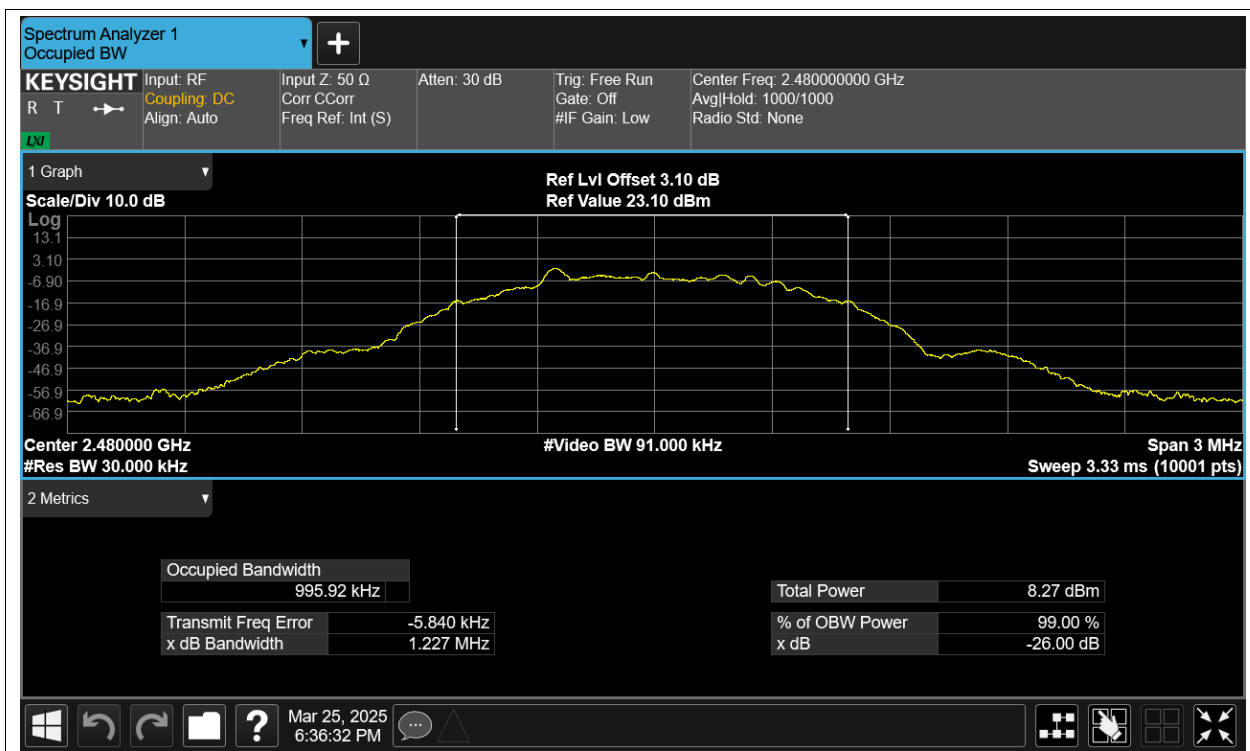 Spectrum Analyzer 1
Occupied BW
KEYSIGHT
R T
LXI
Input: RF
Coupling: DC
Align: Auto
Input Z: 50 Ω
Corr CCorr
Freq Ref: Int (S)
Atten: 30 dB
Trig: Free Run
Gate: Off
#IF Gain: Low
Center Freq: 2.480000000 GHz
Avg|Hold: 1000/1000
Radio Std: None
1 Graph
Scale/Div 10.0 dB
Ref Lvl Offset 3.10 dB
Ref Value 23.10 dBm
Log
13.1
3.10
-6.90
-16.9
-26.9
-36.9
-46.9
-56.9
-66.9
Center 2.480000 GHz
#Video BW 91.000 kHz
Span 3 MHz
#Res BW 30.000 kHz
Sweep 3.33 ms (10001 pts)
2 Metrics
Occupied Bandwidth
995.92 kHz
Total Power 8.27 dBm
Transmit Freq Error -5.840 kHz
% of OBW Power 99.00 %
x dB Bandwidth 1.227 MHz
x dB -26.00 dB
?
Mar 25, 2025
6:36:32 PM